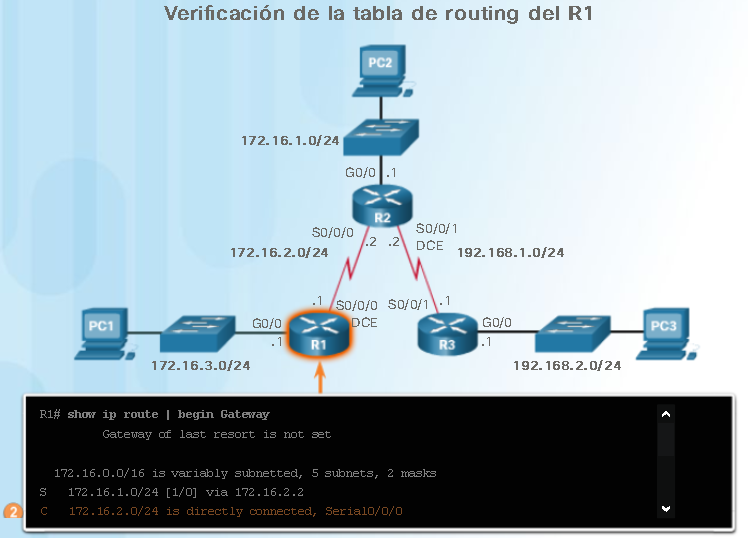 Verificación de la tabla de routing del R1
PC2
172.16.1.0/24
G0/0 .1
R2
S0/0/0 S0/0/1
.2 .2 DCE
172.16.2.0/24 192.168.1.0/24
.1 S0/0/0 S0/0/1 .1
DCE
PC1 G0/0 R1 R3 G0/0 PC3
.1 .1
172.16.3.0/24 192.168.2.0/24
R1# show ip route | begin Gateway
Gateway of last resort is not set
172.16.0.0/16 is variably subnetted, 5 subnets, 2 masks
S 172.16.1.0/24 [1/0] via 172.16.2.2
2 C 172.16.2.0/24 is directly connected, Serial0/0/0